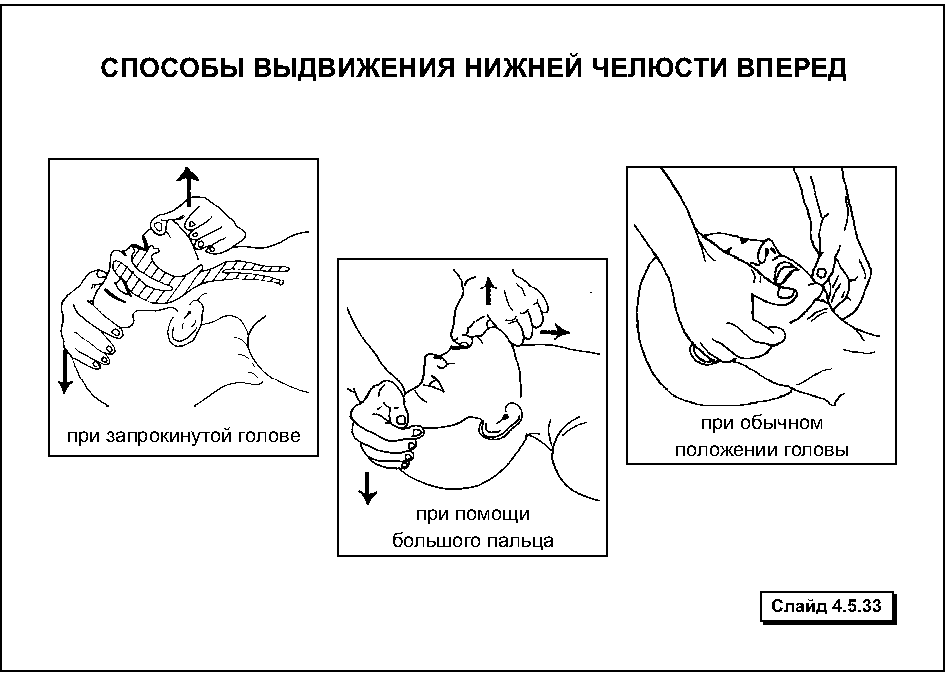 СПОСОБЫ ВЫДВИЖЕНИЯ НИЖНЕЙ ЧЕЛЮСТИ ВПЕРЕД
при запрокинутой голове
при помощи
большого пальца
при обычном
положении головы
Слайд 4.5.33